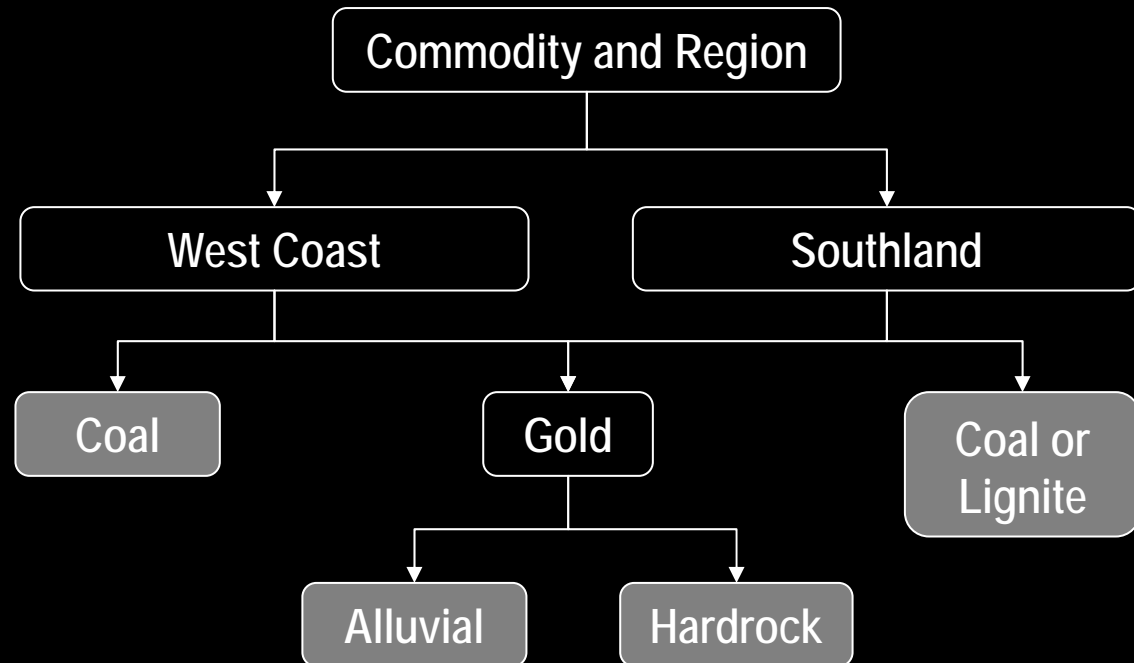 Commodity and Region
West Coast
Southland
Coal
Gold
Coal or
Lignite
Alluvial
Hardrock